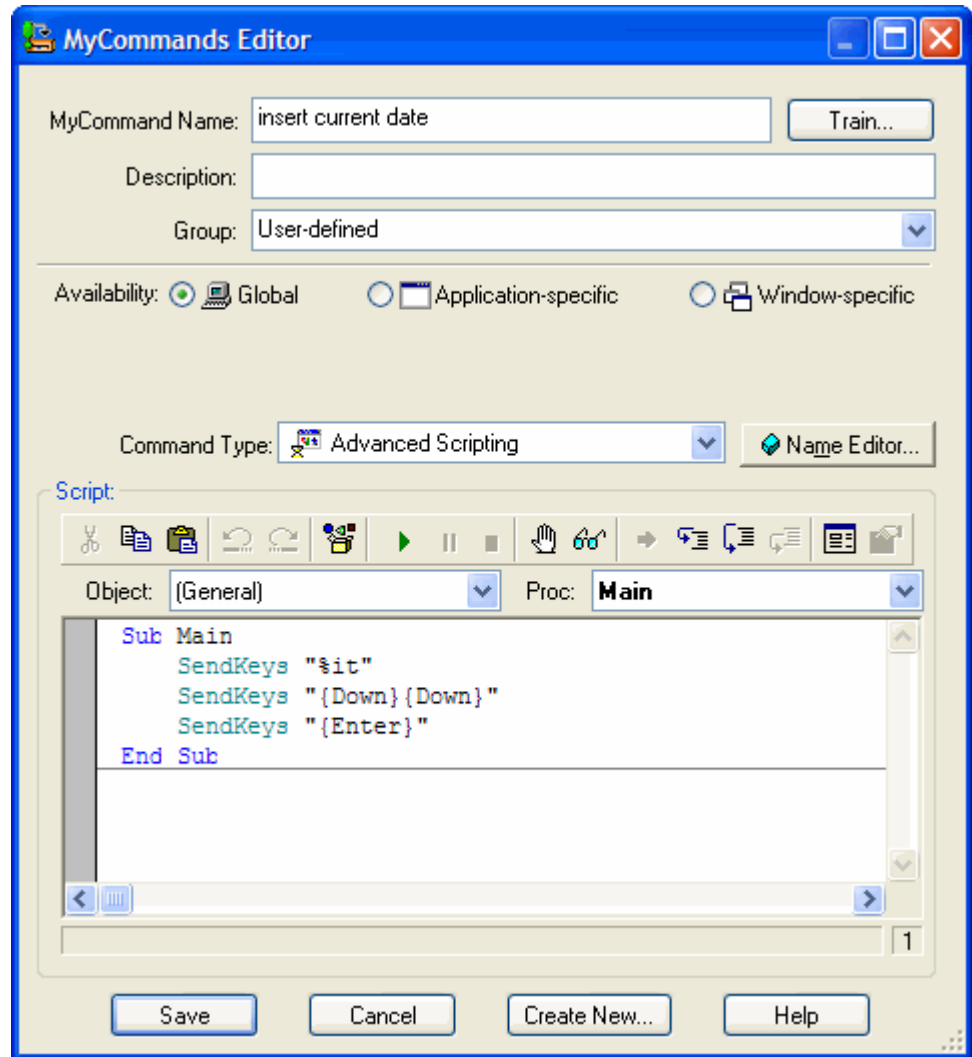 MyCommands Editor
MyCommand Name: insert current date Train...
Description:
Group: User-defined
Availability: Global Application-specific Window-specific
Command Type: Advanced Scripting Name Editor...
Script:
Object: (General) Proc: Main
Sub Main
SendKeys "%it"
SendKeys "{Down}{Down}"
SendKeys "{Enter}"
End Sub
1
Save Cancel Create New... Help